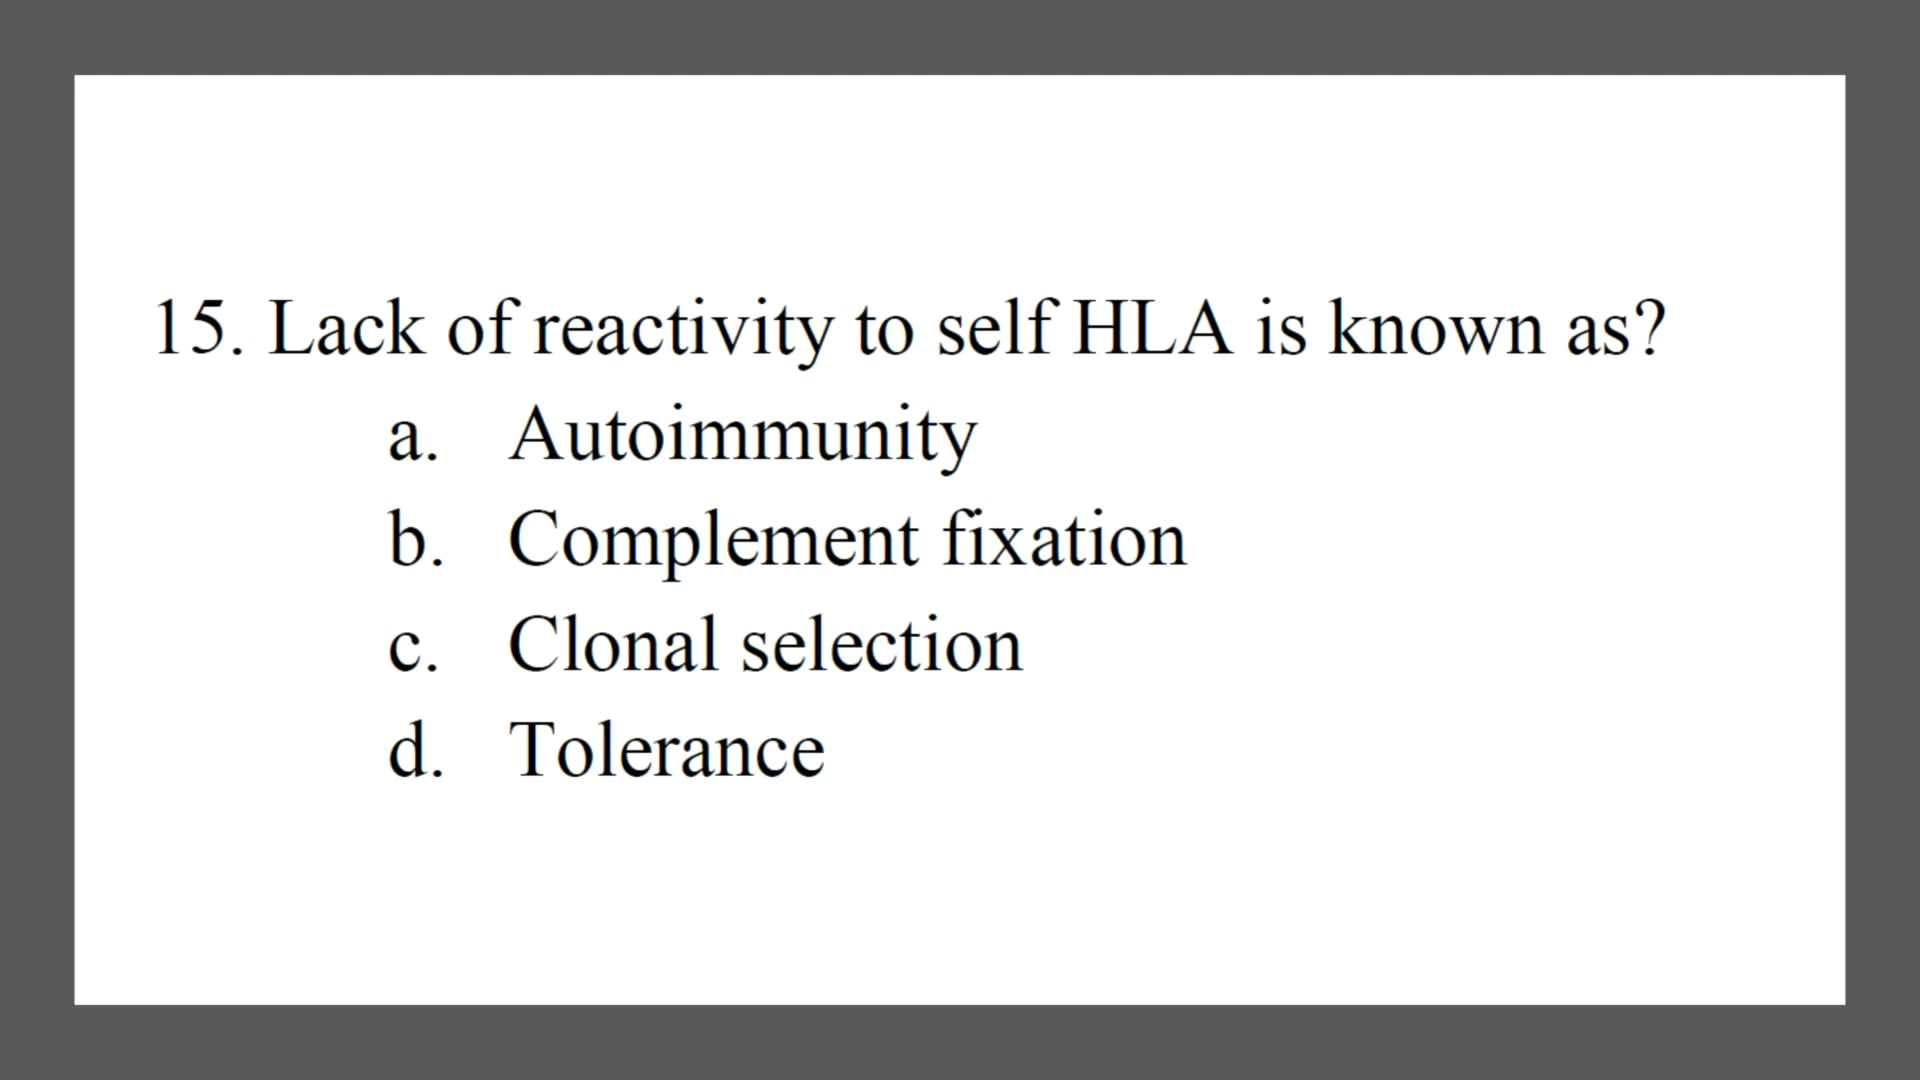 15. Lack of reactivity to self HLA is known as?
a. Autoimmunity
b. Complement fixation
c. Clonal selection
d. Tolerance